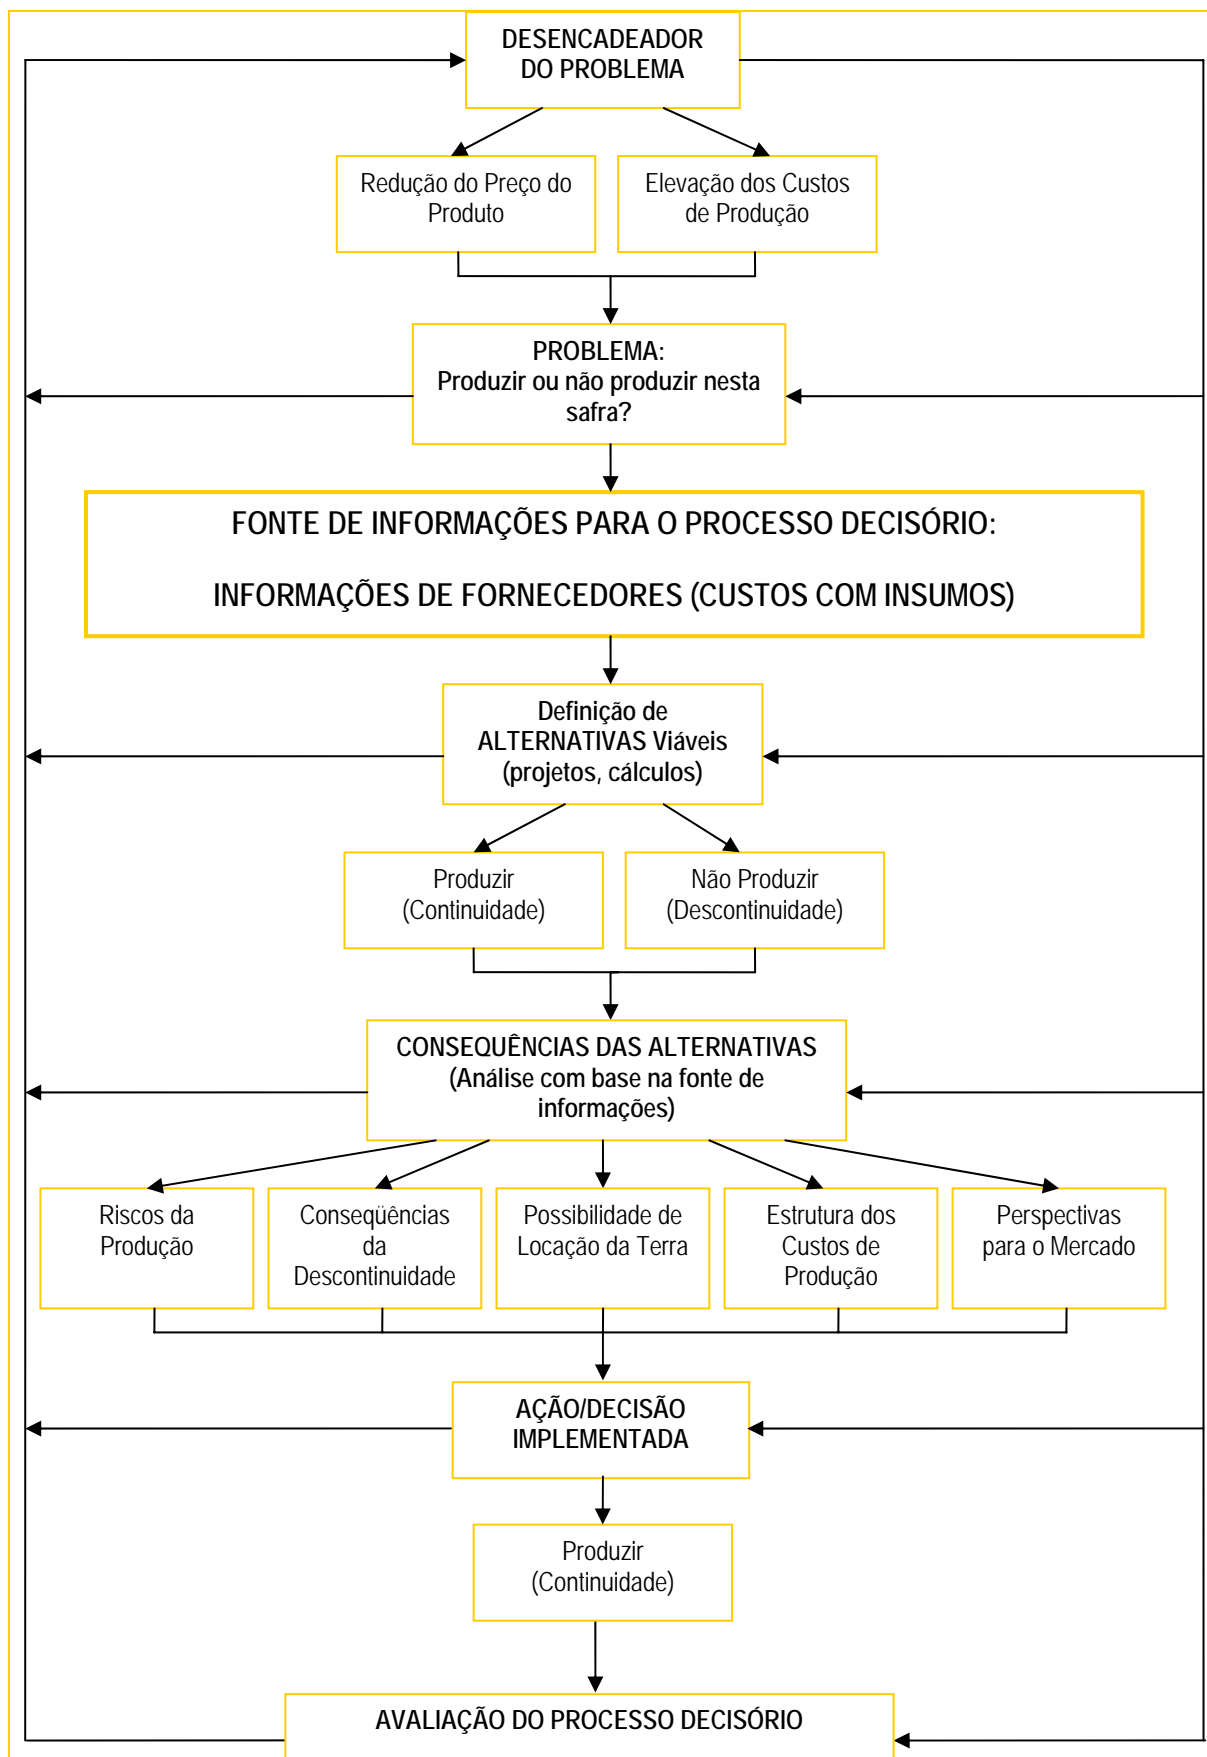 DESENCADEADOR
DO PROBLEMA
Redução do Preço do
Produto
Elevação dos Custos
de Produção
PROBLEMA:
Produzir ou não produzir nesta
safra?
FONTE DE INFORMAÇÕES PARA O PROCESSO DECISÓRIO:
INFORMAÇÕES DE FORNECEDORES (CUSTOS COM INSUMOS)
Definição de
ALTERNATIVAS Viáveis
(projetos, cálculos)
Produzir
(Continuidade)
Não Produzir
(Descontinuidade)
CONSEQUÊNCIAS DAS ALTERNATIVAS
(Análise com base na fonte de
informações)
Riscos da
Produção
Conseqüências
da
Descontinuidade
Possibilidade de
Locação da Terra
Estrutura dos
Custos de
Produção
Perspectivas
para o Mercado
AÇÃO/DECISÃO
IMPLEMENTADA
Produzir
(Continuidade)
AVALIAÇÃO DO PROCESSO DECISÓRIO